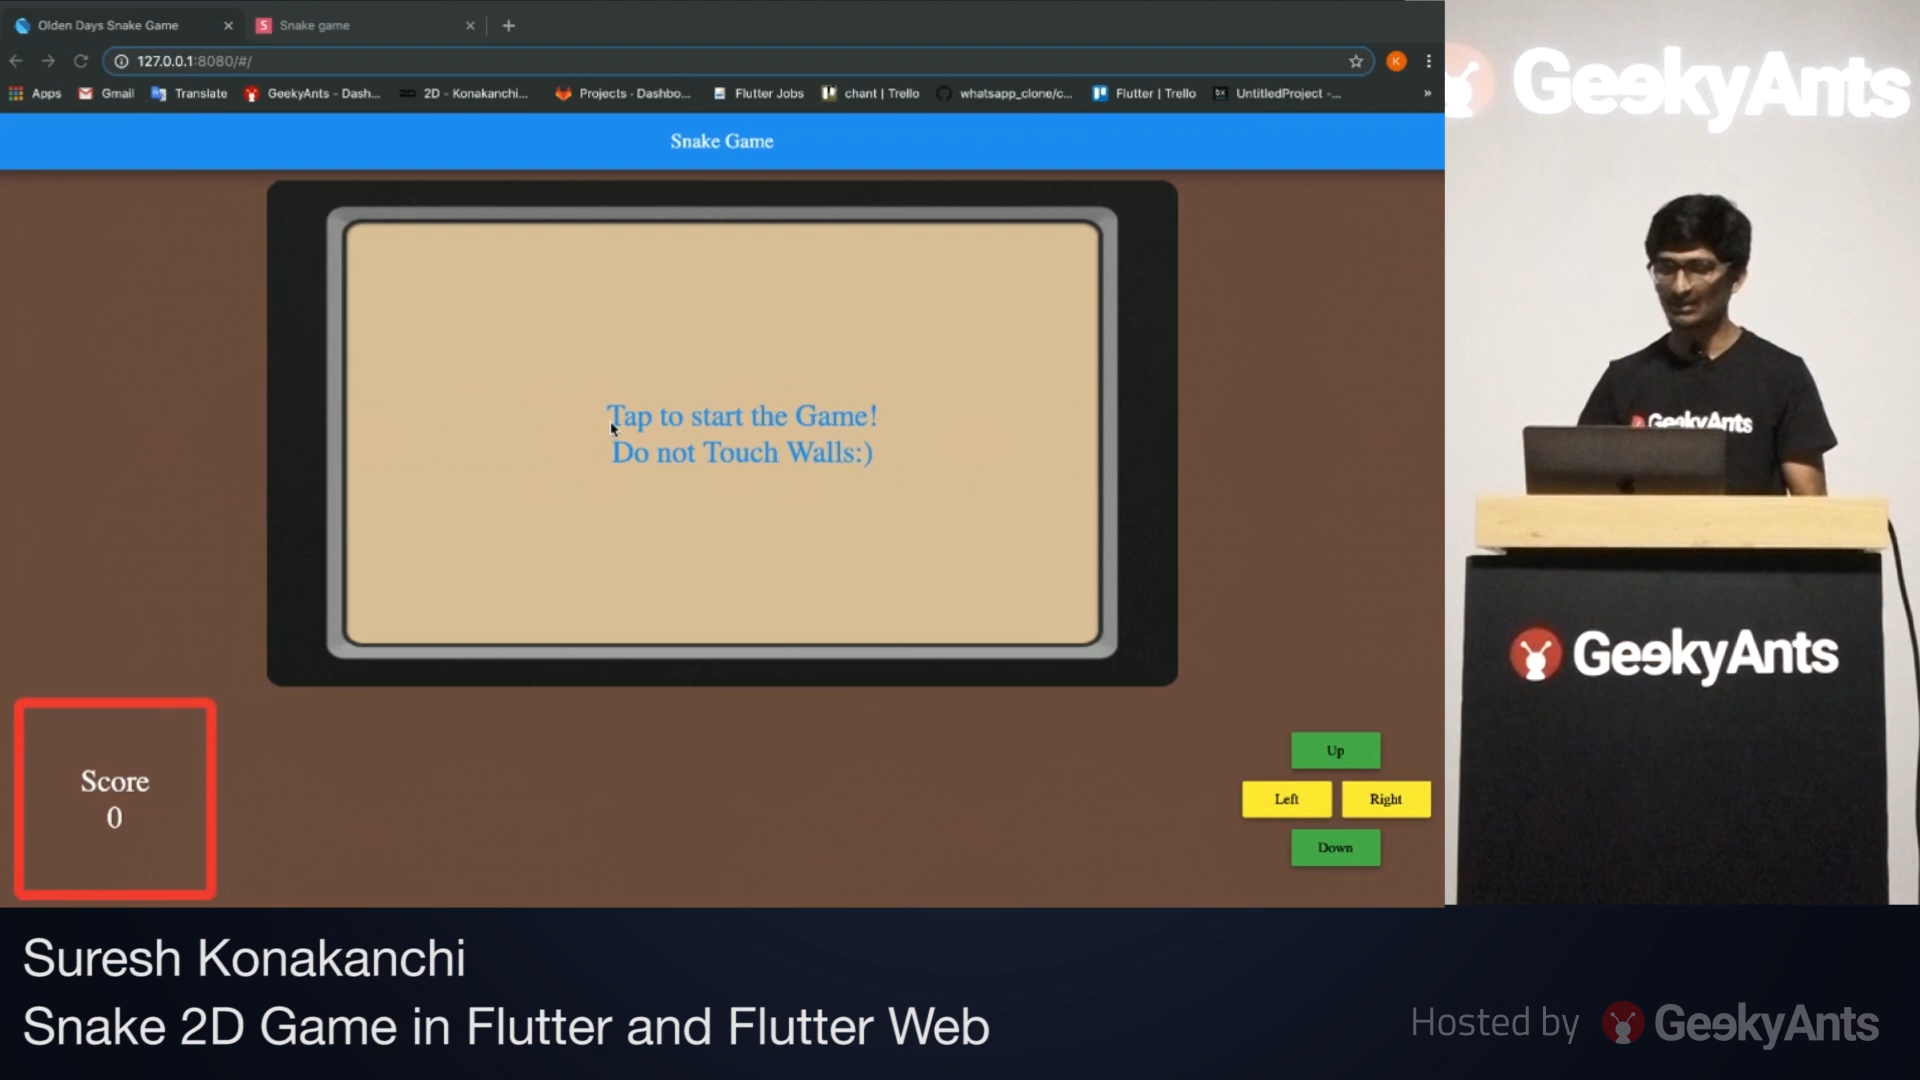 Olden Days Snake Game
S Snake game
127.0.0.1:8080/#/
K
Apps Gmail Translate GeekyAnts - Dash... 2D - Konakanchi... Projects · Dashbo... Flutter Jobs chant | Trello whatsapp_clone/c... Flutter | Trello UntitledProject -... »
Snake Game
Tap to start the Game!
Do not Touch Walls:)
Score
0
Up
Left Right
Down
GeekyAnts
GeekyAnts
GeekyAnts
Suresh Konakanchi
Snake 2D Game in Flutter and Flutter Web
Hosted by GeekyAnts